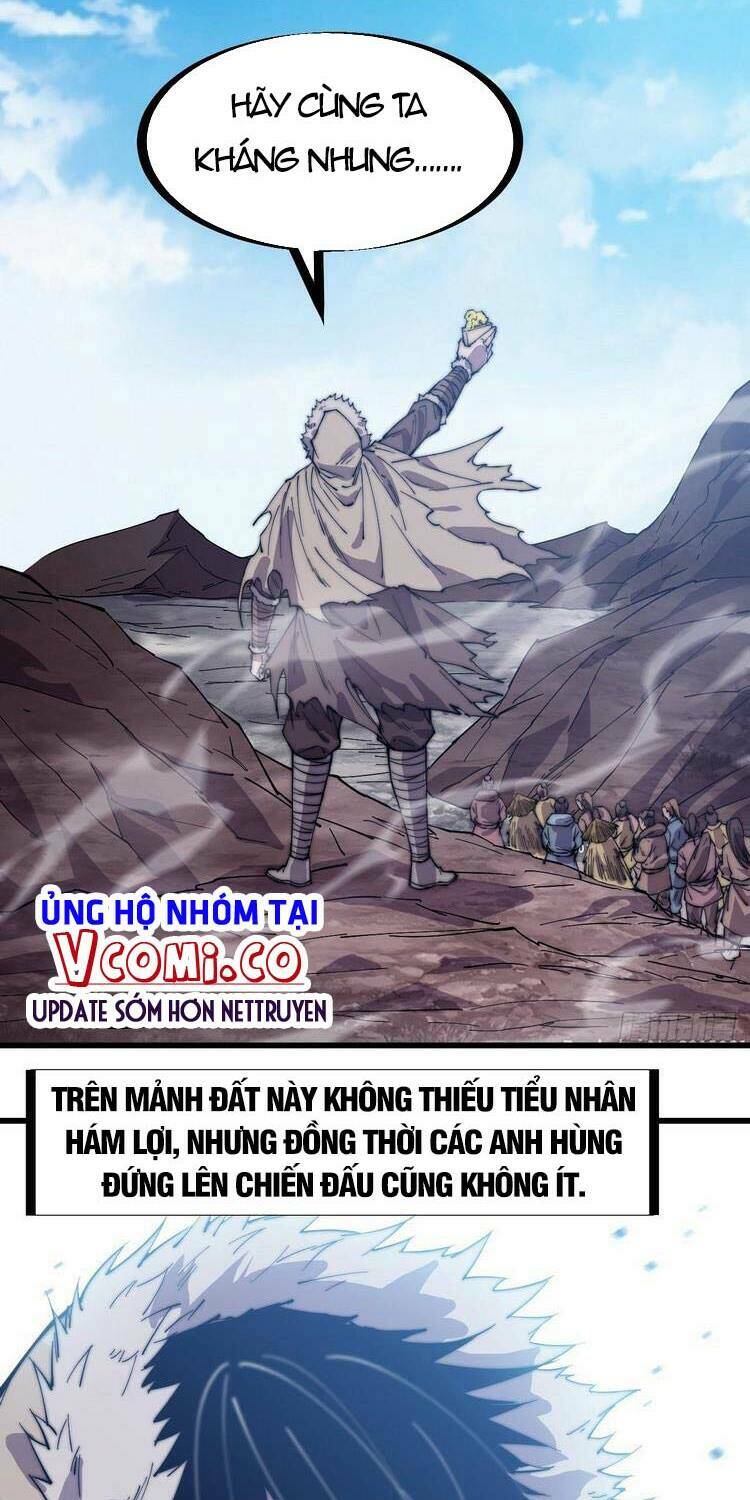 HÃY CÙNG TA
KHÁNG NHUNG.......
ỦNG HỘ NHÓM TẠI
VCOMI.CO
UPDATE SỚM HƠN NETTRUYEN
TRÊN MẢNH ĐẤT NÀY KHÔNG THIẾU TIỂU NHÂN
HÁM LỢI, NHƯNG ĐỒNG THỜI CÁC ANH HÙNG
ĐỨNG LÊN CHIẾN ĐẤU CŨNG KHÔNG ÍT.